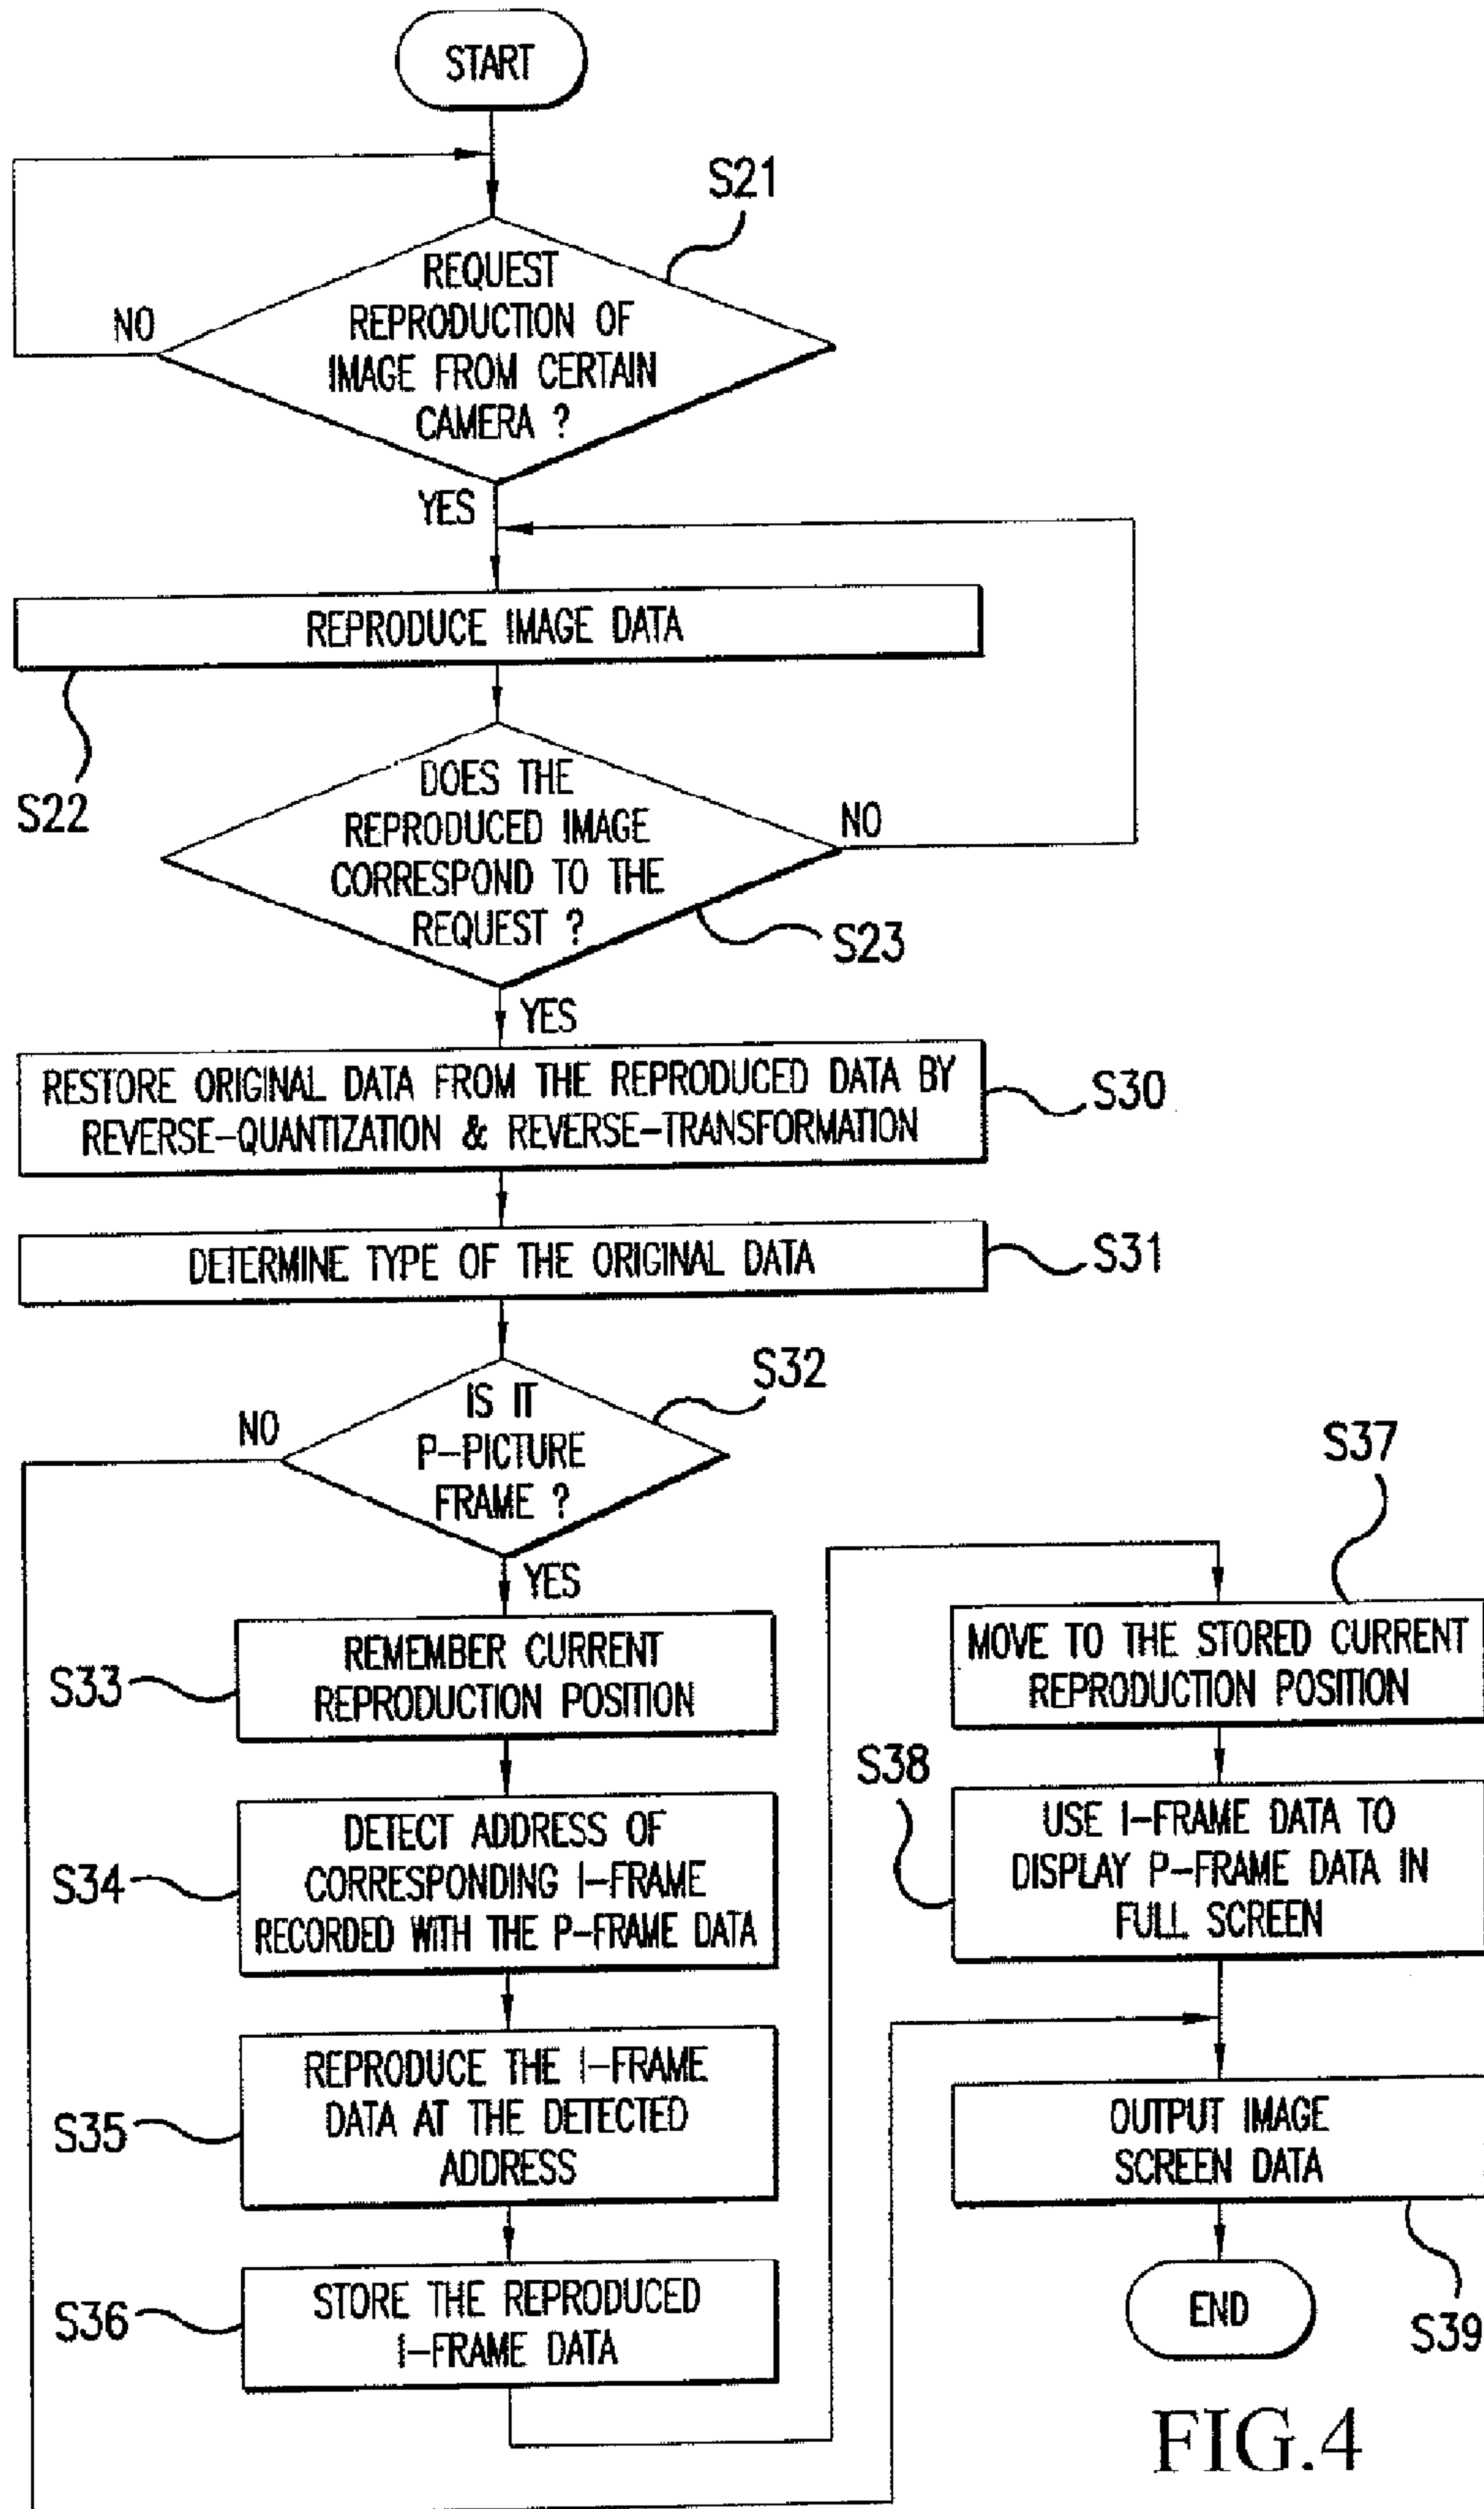 START
S21
REQUEST
REPRODUCTION OF
IMAGE FROM CERTAIN
CAMERA ?
NO
YES
REPRODUCE IMAGE DATA
S22
DOES THE
REPRODUCED IMAGE
CORRESPOND TO THE
REQUEST ?
NO
S23
YES
RESTORE ORIGINAL DATA FROM THE REPRODUCED DATA BY
REVERSE-QUANTIZATION & REVERSE-TRANSFORMATION
S30
DETERMINE TYPE OF THE ORIGINAL DATA
S31
IS IT
P-PICTURE
FRAME ?
S32
NO
YES
REMEMBER CURRENT
REPRODUCTION POSITION
S33
DETECT ADDRESS OF
CORRESPONDING I-FRAME
RECORDED WITH THE P-FRAME DATA
S34
REPRODUCE THE I-FRAME
DATA AT THE DETECTED
ADDRESS
S35
STORE THE REPRODUCED
I-FRAME DATA
S36
S37
MOVE TO THE STORED CURRENT
REPRODUCTION POSITION
S38
USE I-FRAME DATA TO
DISPLAY P-FRAME DATA IN
FULL SCREEN
OUTPUT IMAGE
SCREEN DATA
S39
END
FIG.4